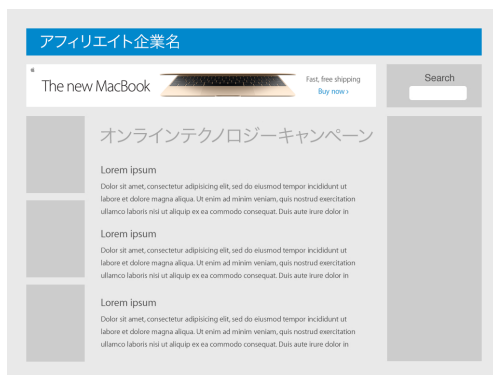 アフィリエイト企業名
The new MacBook
Fast, free shipping
Buy now ›
Search
オンラインテクノロジーキャンペーン
Lorem ipsum
Dolor sit amet, consectetur adipisicing elit, sed do eiusmod tempor incididunt ut
labore et dolore magna aliqua. Ut enim ad minim veniam, quis nostrud exercitation
ullamco laboris nisi ut aliquip ex ea commodo consequat. Duis aute irure dolor in
Lorem ipsum
Dolor sit amet, consectetur adipisicing elit, sed do eiusmod tempor incididunt ut
labore et dolore magna aliqua. Ut enim ad minim veniam, quis nostrud exercitation
ullamco laboris nisi ut aliquip ex ea commodo consequat. Duis aute irure dolor in
Lorem ipsum
Dolor sit amet, consectetur adipisicing elit, sed do eiusmod tempor incididunt ut
labore et dolore magna aliqua. Ut enim ad minim veniam, quis nostrud exercitation
ullamco laboris nisi ut aliquip ex ea commodo consequat. Duis aute irure dolor in